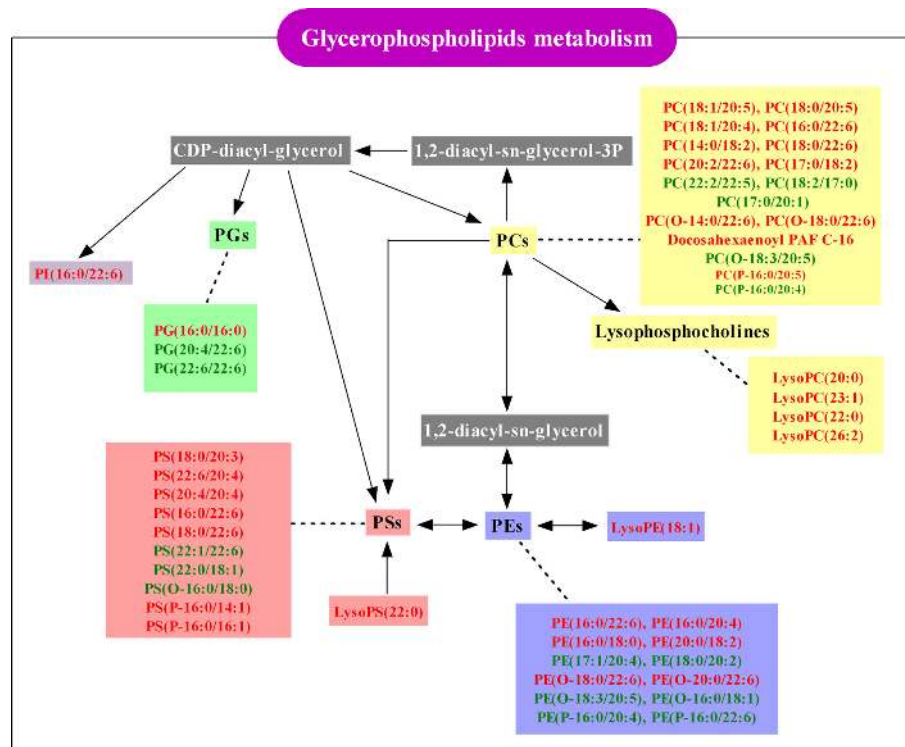 Glycerophospholipids metabolism
CDP-diacyl-glycerol
1,2-diacyl-sn-glycerol-3P
PC(18:1/20:5), PC(18:0/20:5)
PC(18:1/20:4), PC(16:0/22:6)
PC(14:0/18:2), PC(18:0/22:6)
PC(20:2/22:6), PC(17:0/18:2)
PC(22:2/22:5), PC(18:2/17:0)
PC(17:0/20:1)
PC(O-14:0/22:6), PC(O-18:0/22:6)
Docosahexaenoyl PAF C-16
PC(O-18:3/20:5)
PC(P-16:0/20:5)
PC(P-16:0/20:4)
PGs
PCs
PI(16:0/22:6)
PG(16:0/16:0)
PG(20:4/22:6)
PG(22:6/22:6)
Lysophosphocholines
LysoPC(20:0)
LysoPC(23:1)
LysoPC(22:0)
LysoPC(26:2)
1,2-diacyl-sn-glycerol
PS(18:0/20:3)
PS(22:6/20:4)
PS(20:4/20:4)
PS(16:0/22:6)
PS(18:0/22:6)
PS(22:1/22:6)
PS(22:0/18:1)
PS(O-16:0/18:0)
PS(P-16:0/14:1)
PS(P-16:0/16:1)
PSs
PEs
LysoPE(18:1)
LysoPS(22:0)
PE(16:0/22:6), PE(16:0/20:4)
PE(16:0/18:0), PE(20:0/18:2)
PE(17:1/20:4), PE(18:0/20:2)
PE(O-18:0/22:6), PE(O-20:0/22:6)
PE(O-18:3/20:5), PE(O-16:0/18:1)
PE(P-16:0/20:4), PE(P-16:0/22:6)